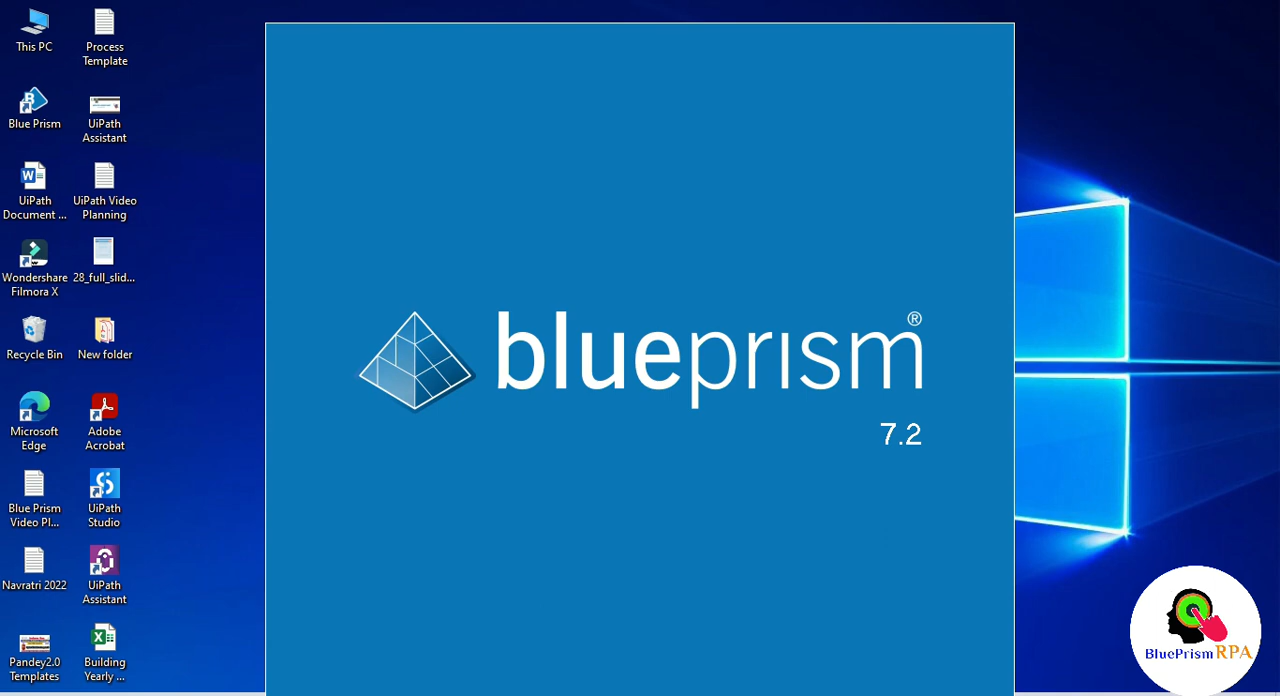 This PC
Process
Template
Blue Prism
UiPath
Assistant
UiPath
Document ...
UiPath Video
Planning
Wondershare
Filmora X
28_full_slid...
Recycle Bin
New folder
Microsoft
Edge
Adobe
Acrobat
Blue Prism
Video Pl...
UiPath
Studio
Navratri 2022
UiPath
Assistant
Pandey2.0
Templates
Building
Yearly ...
blueprism®
7.2
BluePrism RPA